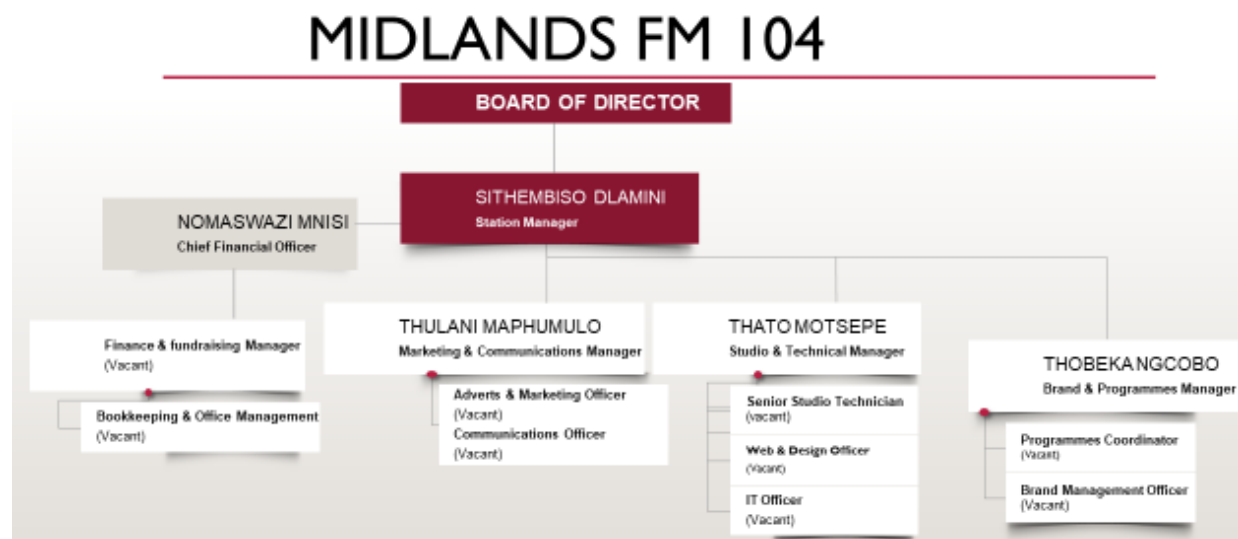 MIDLANDS FM 104
BOARD OF DIRECTOR
SITHEMBISO DLAMINI
Station Manager
NOMASWAZI MNISI
Chief Financial Officer
Finance & fundraising Manager
(Vacant)
Bookkeeping & Office Management
(Vacant)
THULANI MAPHUMULO
Marketing & Communications Manager
Adverts & Marketing Officer
(Vacant)
Communications Officer
(Vacant)
THATO MOTSEPE
Studio & Technical Manager
Senior Studio Technician
(vacant)
Web & Design Officer
(Vacant)
IT Officer
(Vacant)
THOBEKA NGCOBO
Brand & Programmes Manager
Programmes Coordinator
(Vacant)
Brand Management Officer
(Vacant)